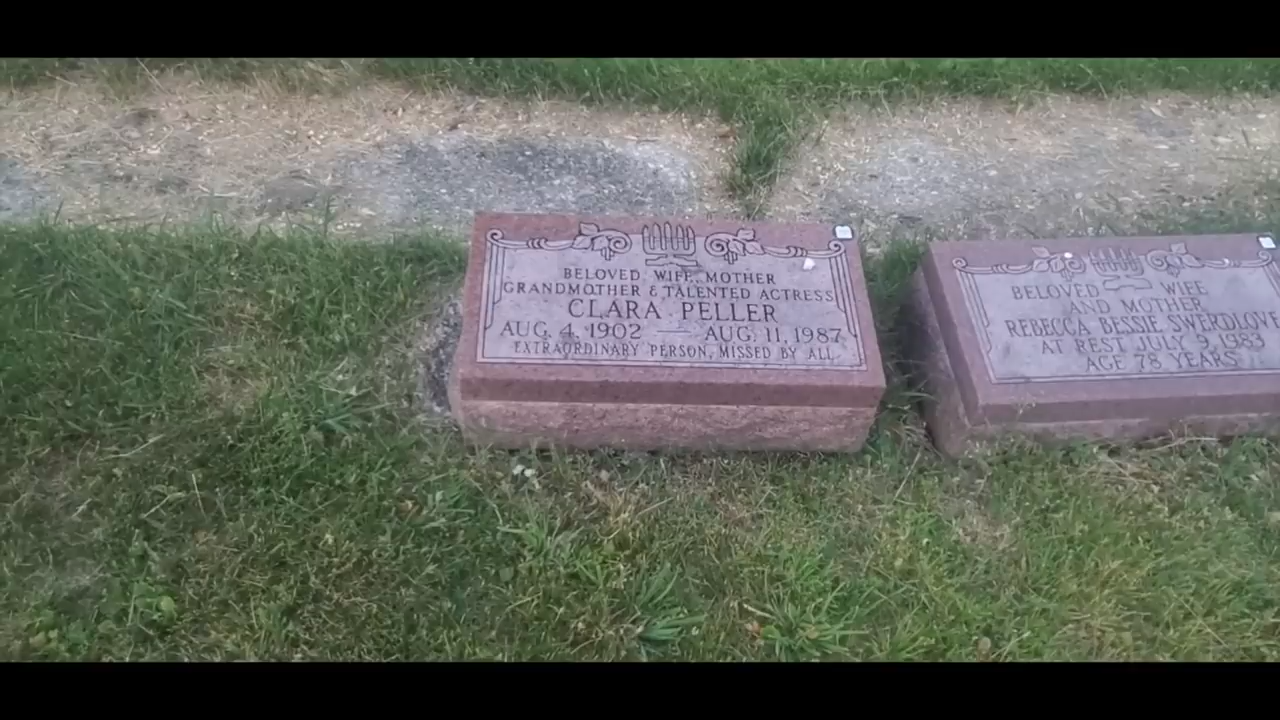 BELOVED WIFE, MOTHER
GRANDMOTHER & TALENTED ACTRESS
CLARA PELLER
AUG. 4, 1902 — AUG. 11, 1987
EXTRAORDINARY PERSON, MISSED BY ALL
BELOVED WIFE
AND MOTHER
REBECCA BESSIE SWERDLOVE
AT REST JULY 9, 1983
AGE 78 YEARS